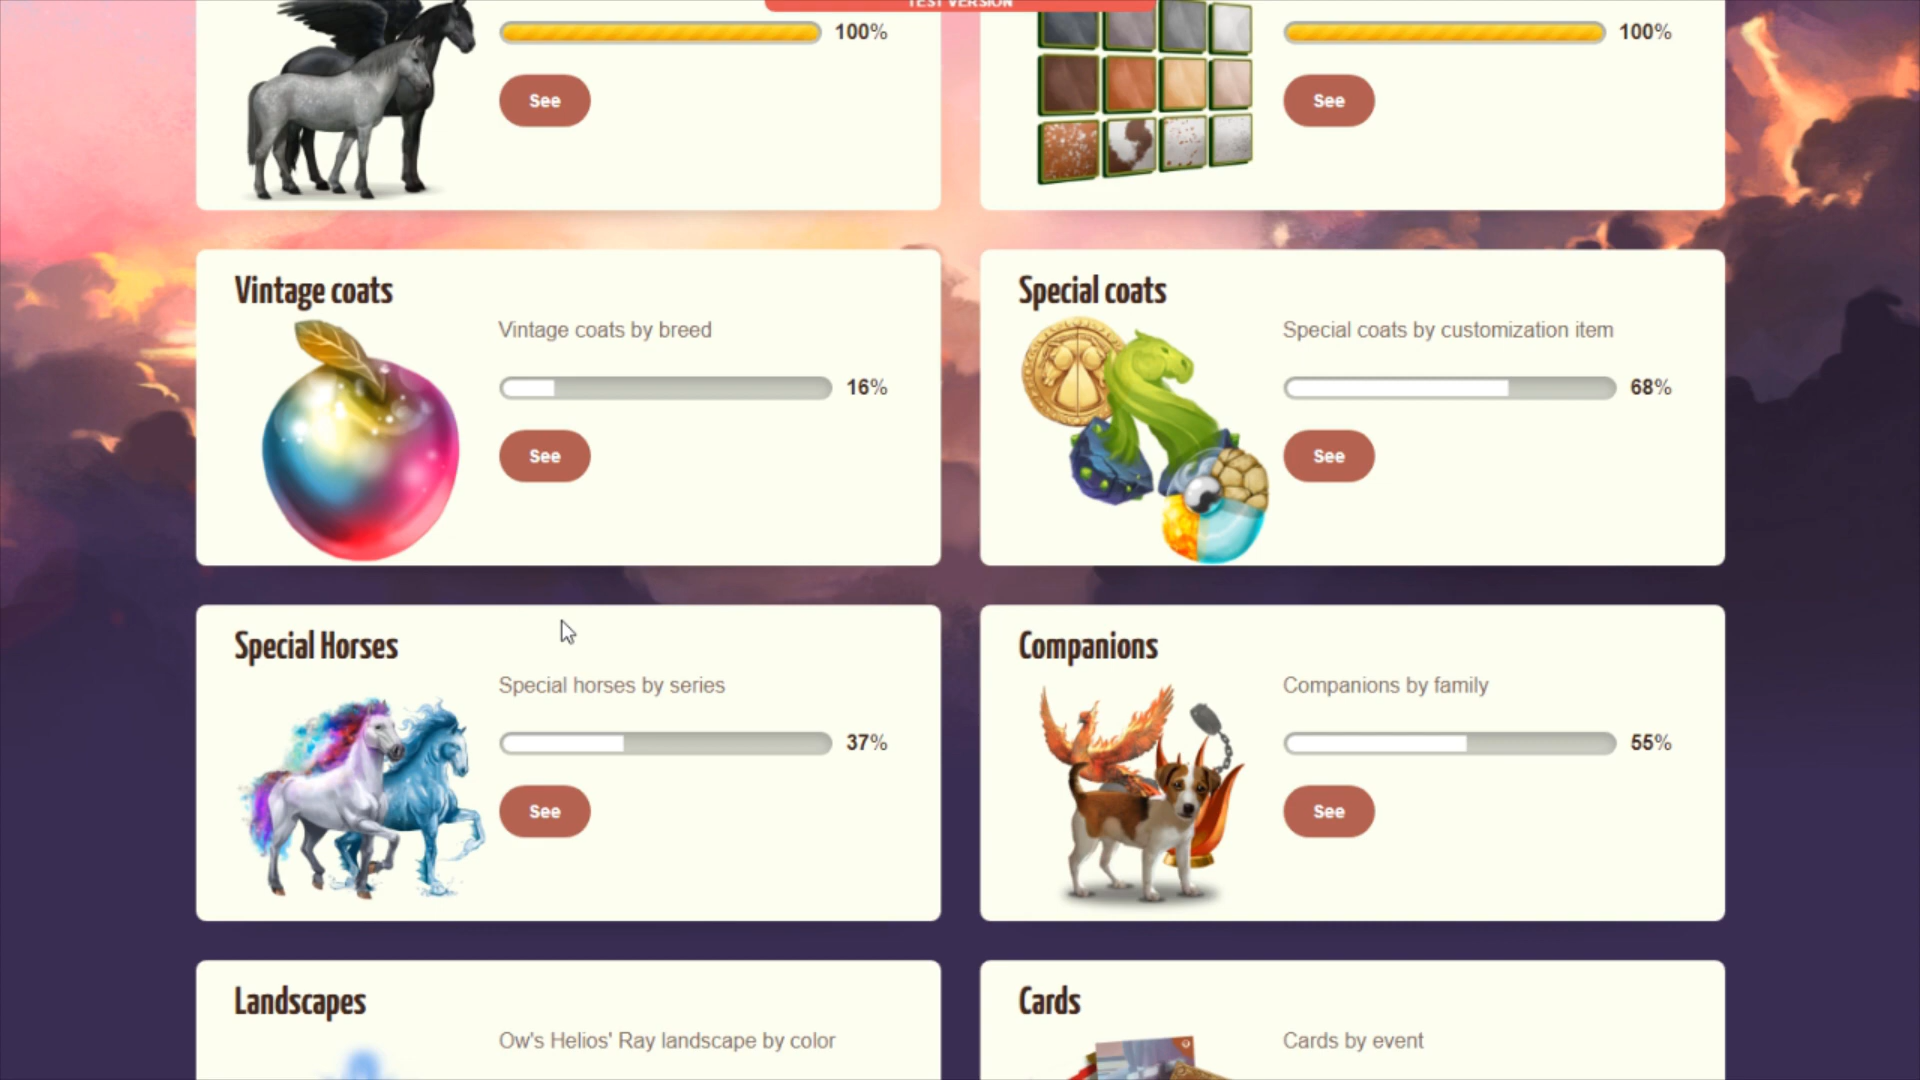 TEST VERSION
100%
See
100%
See
Vintage coats
Vintage coats by breed
16%
See
Special coats
Special coats by customization item
68%
See
Special Horses
Special horses by series
37%
See
Companions
Companions by family
55%
See
Landscapes
Ow's Helios' Ray landscape by color
Cards
Cards by event